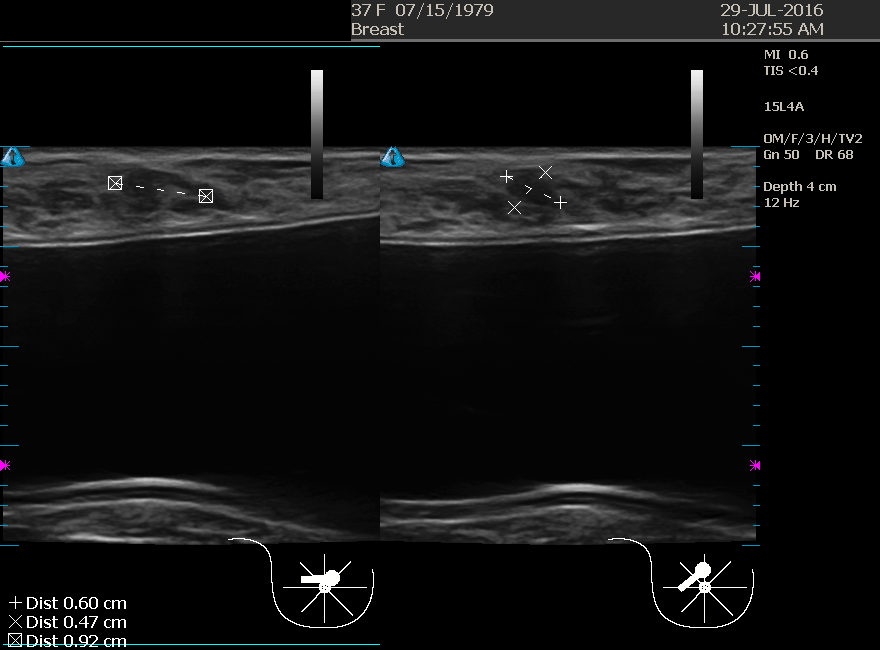 37 F 07/15/1979 29-JUL-2016
Breast 10:27:55 AM
MI 0.6
TIS <0.4
15L4A
OM/F/3/H/TV2
Gn 50 DR 68
Depth 4 cm
12 Hz
Dist 0.60 cm
Dist 0.47 cm
Dist 0.92 cm